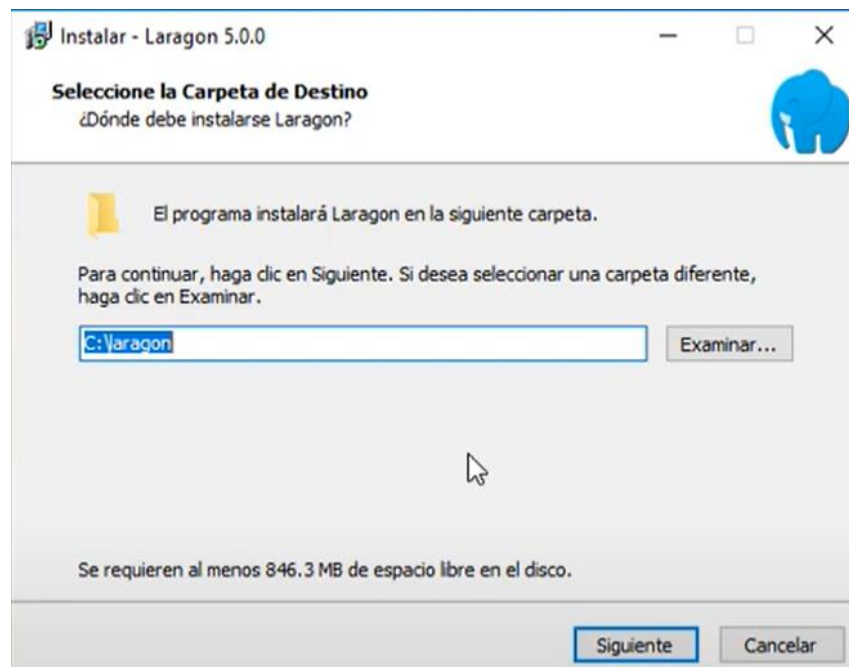 Instalar - Laragon 5.0.0
Seleccione la Carpeta de Destino
¿Dónde debe instalarse Laragon?
El programa instalará Laragon en la siguiente carpeta.
Para continuar, haga clic en Siguiente. Si desea seleccionar una carpeta diferente,
haga clic en Examinar.
C:\laragon
Examinar...
Se requieren al menos 846.3 MB de espacio libre en el disco.
Siguiente
Cancelar